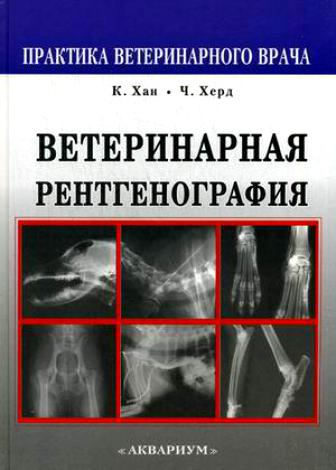 ПРАКТИКА ВЕТЕРИНАРНОГО ВРАЧА
К. Хан • Ч. Херд
ВЕТЕРИНАРНАЯ
РЕНТГЕНОГРАФИЯ
«АКВАРИУМ»